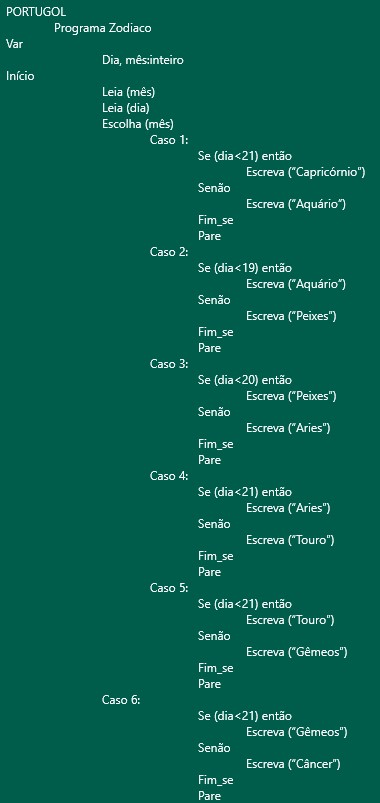 PORTUGOL
Programa Zodiaco
Var
Dia, mês:inteiro
Início
Leia (mês)
Leia (dia)
Escolha (mês)
Caso 1:
Se (dia<21) então
Escreva (“Capricórnio”)
Senão
Escreva (“Aquário”)
Fim_se
Pare
Caso 2:
Se (dia<19) então
Escreva (“Aquário”)
Senão
Escreva (“Peixes”)
Fim_se
Pare
Caso 3:
Se (dia<20) então
Escreva (“Peixes”)
Senão
Escreva (“Aries”)
Fim_se
Pare
Caso 4:
Se (dia<21) então
Escreva (“Aries”)
Senão
Escreva (“Touro”)
Fim_se
Pare
Caso 5:
Se (dia<21) então
Escreva (“Touro”)
Senão
Escreva (“Gêmeos”)
Fim_se
Pare
Caso 6:
Se (dia<21) então
Escreva (“Gêmeos”)
Senão
Escreva (“Câncer”)
Fim_se
Pare